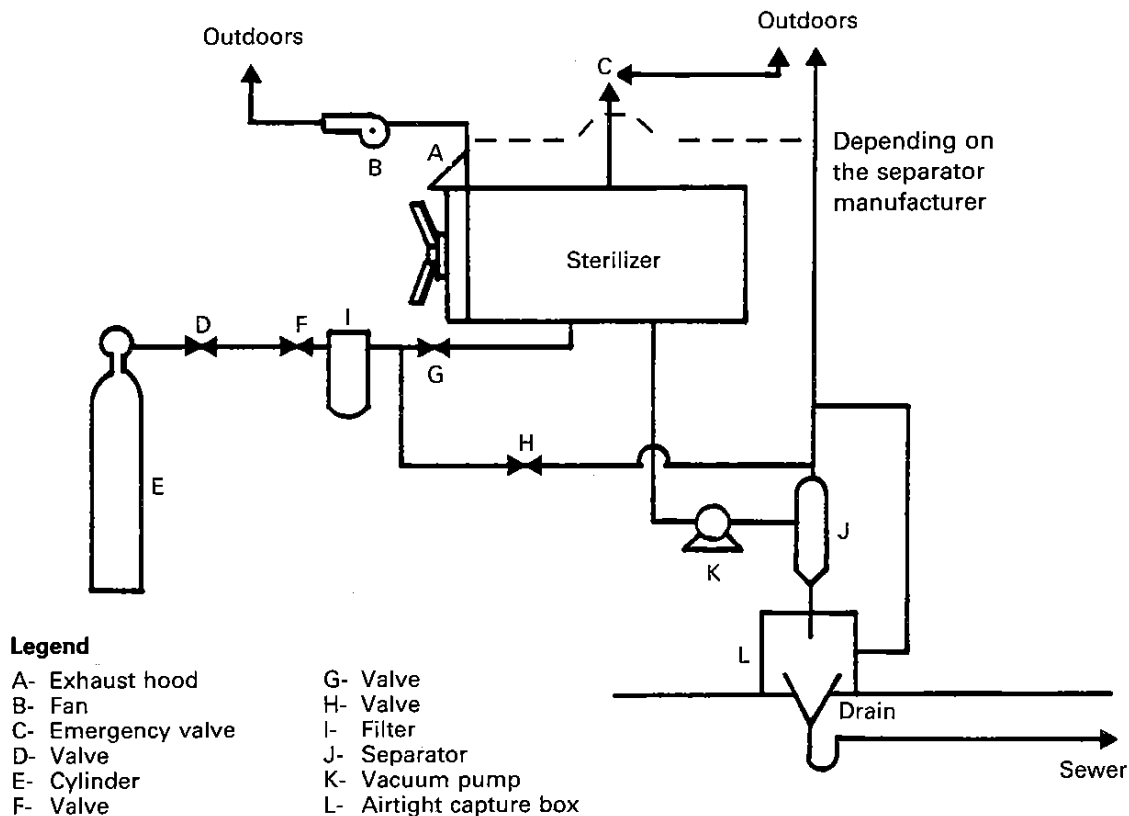 Outdoors
Outdoors
C
B
A
Depending on
the separator
manufacturer
Sterilizer
D
F
I
G
H
E
J
K
L
Drain
Sewer
Legend
A- Exhaust hood
B- Fan
C- Emergency valve
D- Valve
E- Cylinder
F- Valve
G- Valve
H- Valve
I- Filter
J- Separator
K- Vacuum pump
L- Airtight capture box